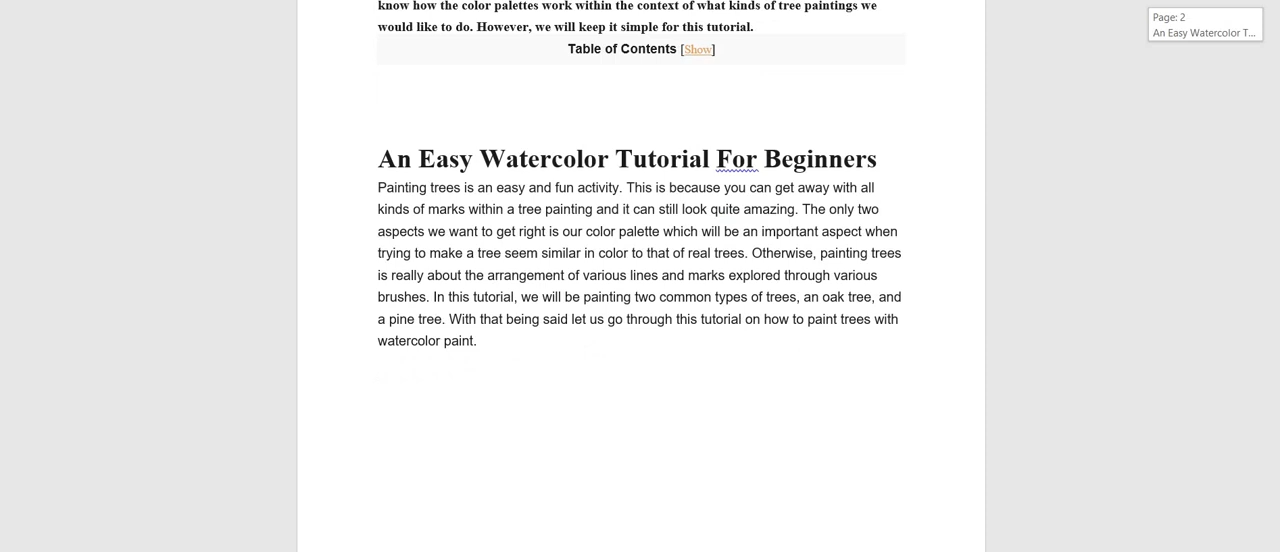 know how the color palettes work within the context of what kinds of tree paintings we
would like to do. However, we will keep it simple for this tutorial.
Table of Contents [Show]
Page: 2
An Easy Watercolor T...
An Easy Watercolor Tutorial For Beginners
Painting trees is an easy and fun activity. This is because you can get away with all
kinds of marks within a tree painting and it can still look quite amazing. The only two
aspects we want to get right is our color palette which will be an important aspect when
trying to make a tree seem similar in color to that of real trees. Otherwise, painting trees
is really about the arrangement of various lines and marks explored through various
brushes. In this tutorial, we will be painting two common types of trees, an oak tree, and
a pine tree. With that being said let us go through this tutorial on how to paint trees with
watercolor paint.